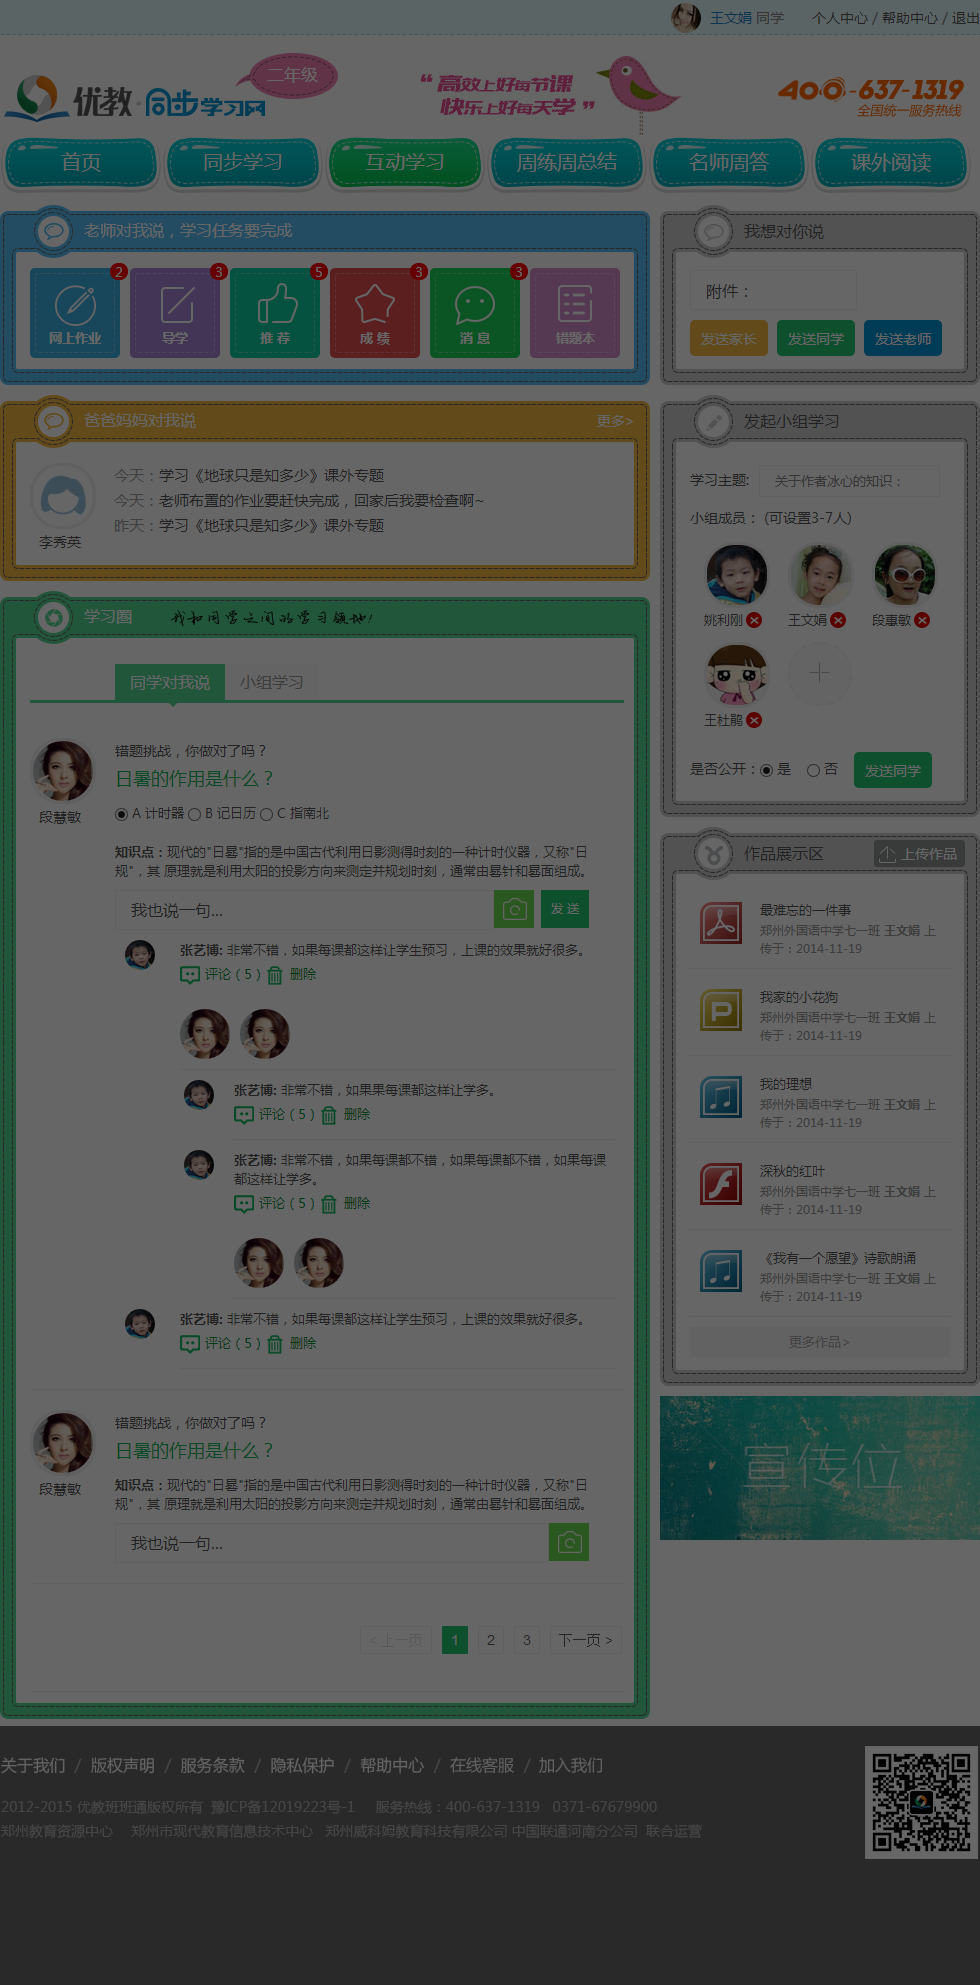 王文娟 同学 个人中心 / 帮助中心 / 退出
优教·同步学习网
二年级
“ 高效上好每节课
快乐上好每天学 ”
400-637-1319
全国统一服务热线
首页 同步学习 互动学习 周练周总结 名师周答 课外阅读
老师对我说，学习任务要完成
2 3 5 3 3
网上作业 导学 推 荐 成 绩 消 息 错题本
我想对你说
附件：
发送家长 发送同学 发送老师
爸爸妈妈对我说 更多>
李秀英
今天：学习《地球只是知多少》课外专题
今天：老师布置的作业要赶快完成，回家后我要检查啊~
昨天：学习《地球只是知多少》课外专题
发起小组学习
学习主题: 关于作者冰心的知识：
小组成员： (可设置3-7人)
姚利刚 王文娟 段惠敏
王杜鹃
是否公开： 是 否 发送同学
学习圈 我和同学之间的学习领地!
同学对我说 小组学习
段慧敏
错题挑战，你做对了吗？
日暑的作用是什么？
A 计时器 B 记日历 C 指南北
知识点：现代的"日晷"指的是中国古代利用日影测得时刻的一种计时仪器，又称"日
规"，其 原理就是利用太阳的投影方向来测定并规划时刻，通常由晷针和晷面组成。
我也说一句... 发 送
张艺博: 非常不错，如果每课都这样让学生预习，上课的效果就好很多。
评论（5） 删除
张艺博: 非常不错，如果果每课都这样让学多。
评论（5） 删除
张艺博: 非常不错，如果每课都不错，如果每课都不错，如果每课
都这样让学多。
评论（5） 删除
张艺博: 非常不错，如果每课都这样让学生预习，上课的效果就好很多。
评论（5） 删除
段慧敏
错题挑战，你做对了吗？
日暑的作用是什么？
知识点：现代的"日晷"指的是中国古代利用日影测得时刻的一种计时仪器，又称"日
规"，其 原理就是利用太阳的投影方向来测定并规划时刻，通常由晷针和晷面组成。
我也说一句...
< 上一页 1 2 3 下一页 >
作品展示区 上传作品
最难忘的一件事
郑州外国语中学七一班 王文娟 上
传于：2014-11-19
我家的小花狗
郑州外国语中学七一班 王文娟 上
传于：2014-11-19
我的理想
郑州外国语中学七一班 王文娟 上
传于：2014-11-19
深秋的红叶
郑州外国语中学七一班 王文娟 上
传于：2014-11-19
《我有一个愿望》诗歌朗诵
郑州外国语中学七一班 王文娟 上
传于：2014-11-19
更多作品>
宣传位
关于我们 / 版权声明 / 服务条款 / 隐私保护 / 帮助中心 / 在线客服 / 加入我们
2012-2015 优教班班通版权所有 豫ICP备12019223号-1 服务热线：400-637-1319 0371-67679900
郑州教育资源中心 郑州市现代教育信息技术中心 郑州威科姆教育科技有限公司 中国联通河南分公司 联合运营